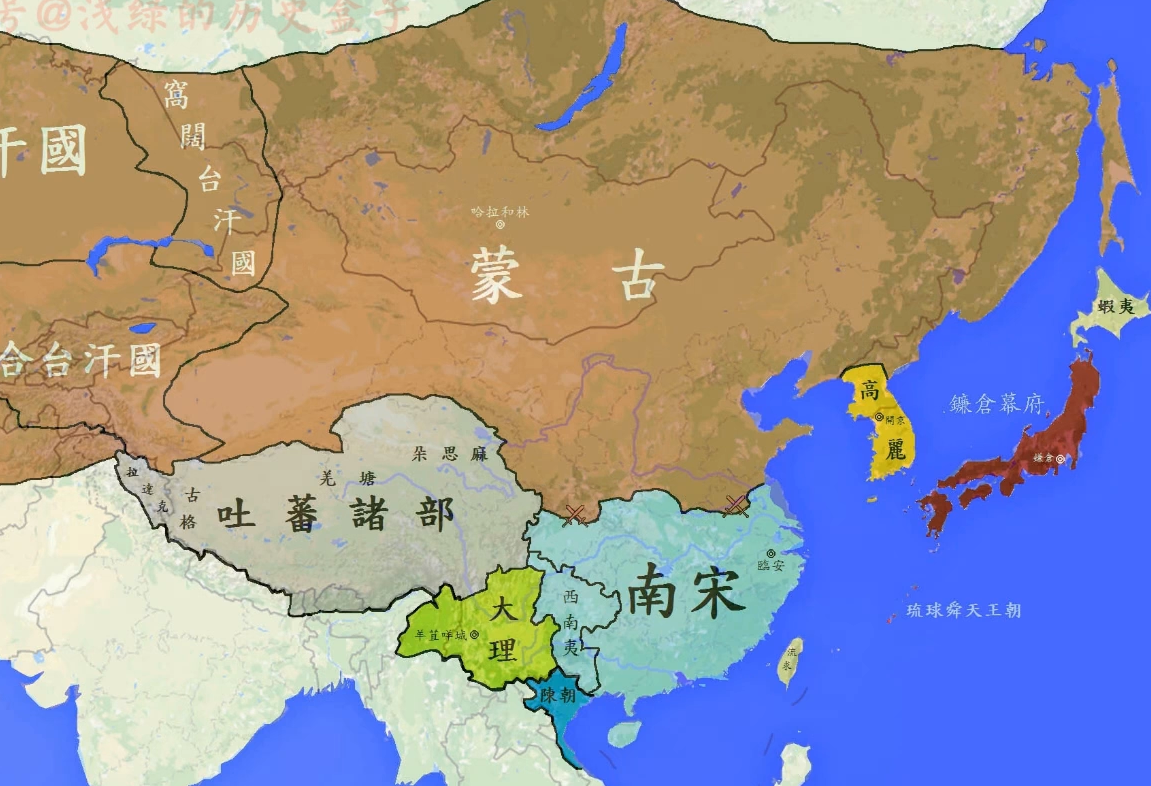 号@浅绿的历史盒子
窩闊台汗國
汗國
哈拉和林
蒙古
蝦夷
合台汗國
高麗
開京
鐮倉幕府
鎌倉
朵思麻
羌塘
拉達克
古格
吐蕃諸部
臨安
南宋
西南夷
大理
羊苴咩城
琉球舜天王朝
流求
陳朝